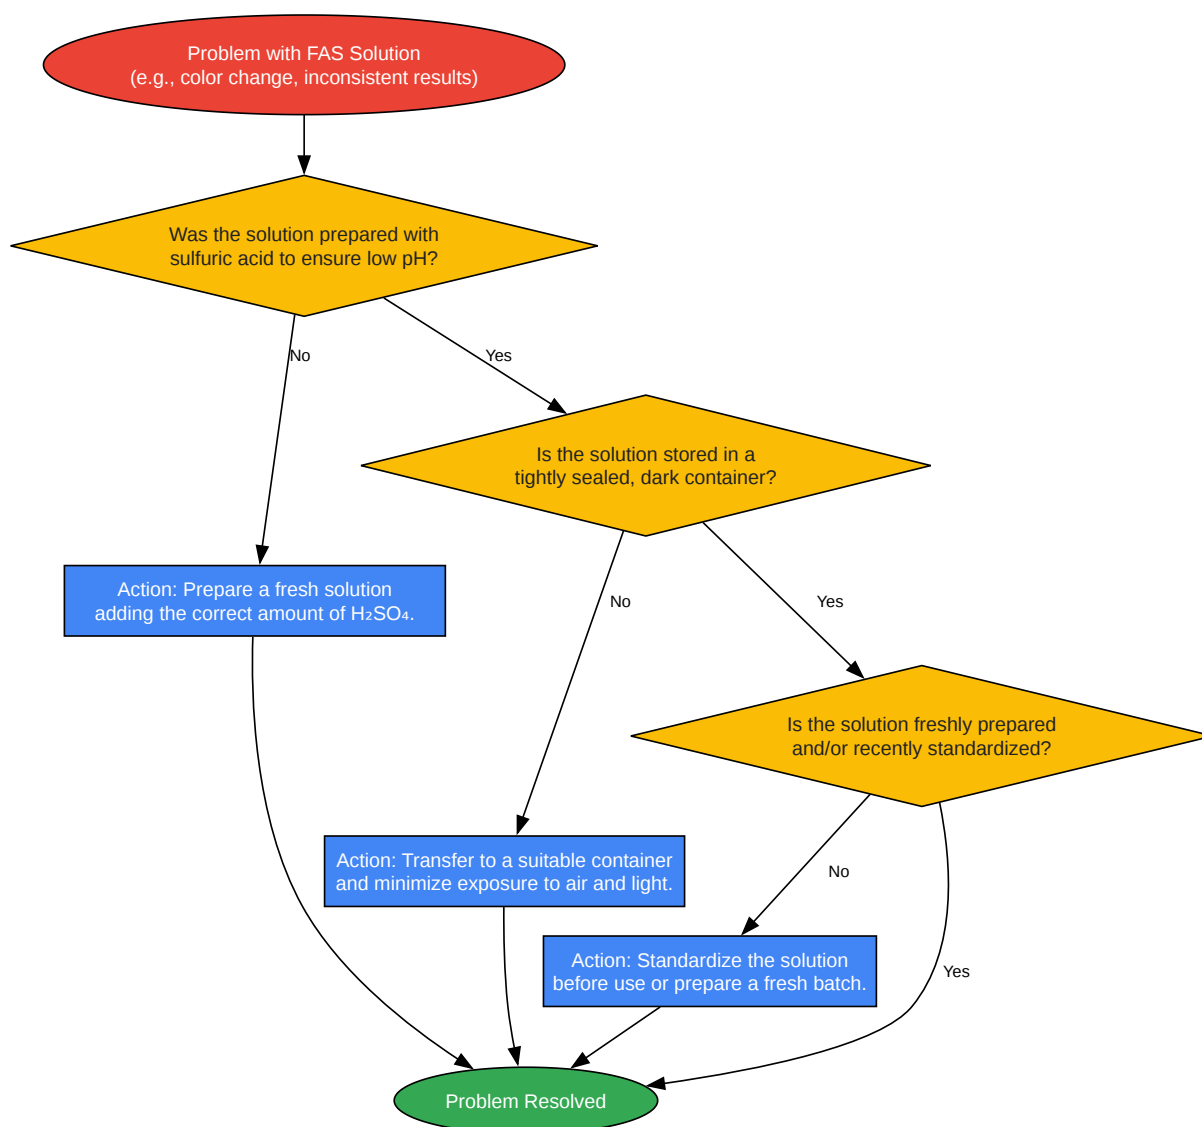 Problem with FAS Solution
(e.g., color change, inconsistent results)
Was the solution prepared with
sulfuric acid to ensure low pH?
No
Yes
Is the solution stored in a
tightly sealed, dark container?
Action: Prepare a fresh solution
adding the correct amount of H₂SO₄.
No
Yes
Is the solution freshly prepared
and/or recently standardized?
Action: Transfer to a suitable container
and minimize exposure to air and light.
No
Action: Standardize the solution
before use or prepare a fresh batch.
Yes
Problem Resolved